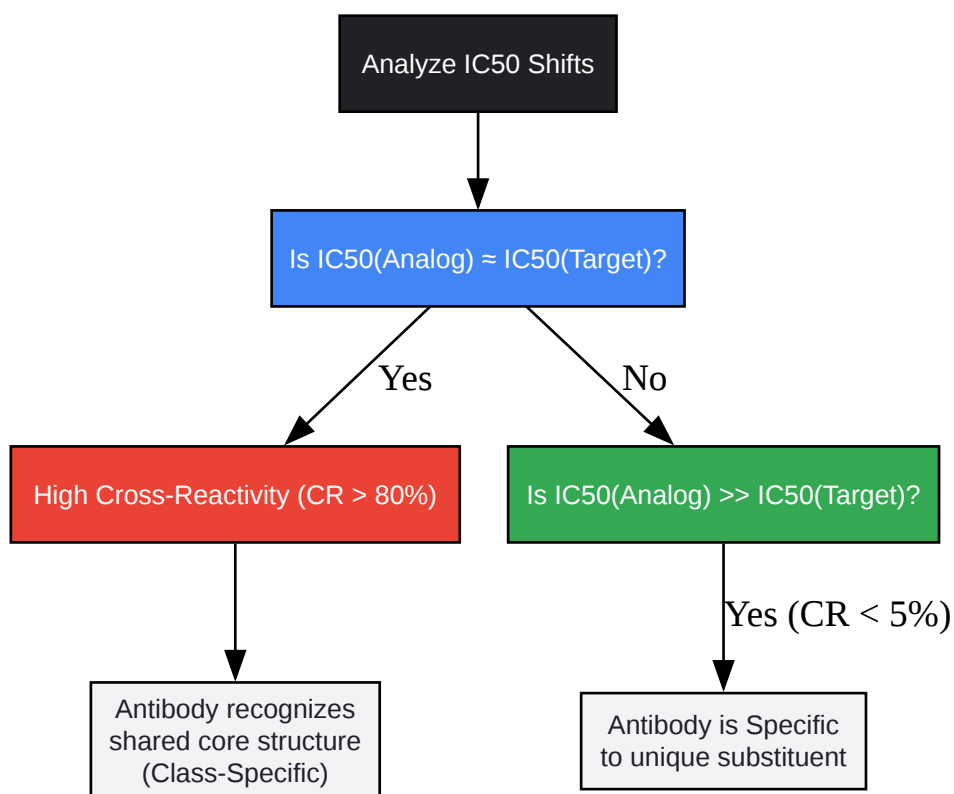 Analyze IC50 Shifts
Is IC50(Analog) ≈ IC50(Target)?
Yes
No
High Cross-Reactivity (CR > 80%)
Is IC50(Analog) >> IC50(Target)?
Yes (CR < 5%)
Antibody recognizes
shared core structure
(Class-Specific)
Antibody is Specific
to unique substituent